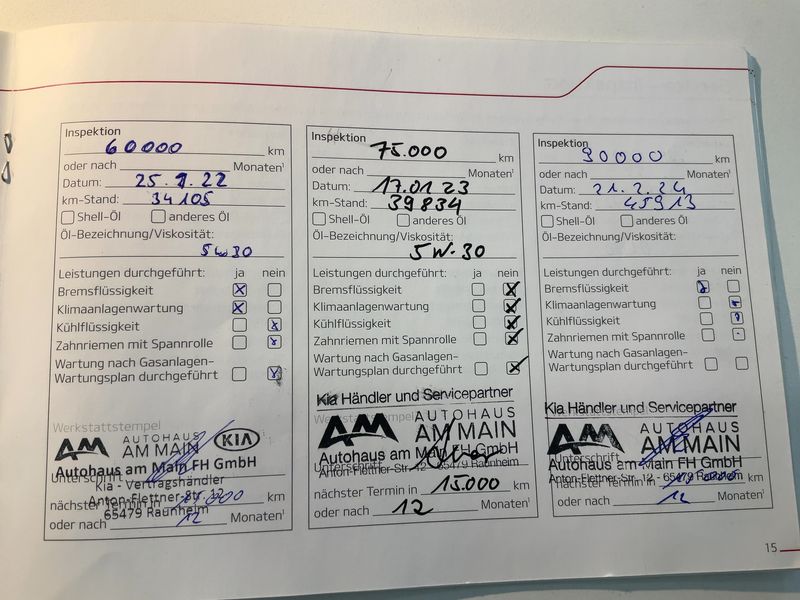 Inspektion
60000 km
oder nach Monaten¹
Datum: 25.1.22
km-Stand: 34105
Shell-Öl anderes Öl
Öl-Bezeichnung/Viskosität:
5w30
Leistungen durchgeführt: ja nein
Bremsflüssigkeit
Klimaanlagenwartung
Kühlflüssigkeit
Zahnriemen mit Spannrolle
Wartung nach Gasanlagen-
Wartungsplan durchgeführt
Werkstattstempel
AM AUTOHAUS AM MAIN KIA
Autohaus am Main FH GmbH
Unterschrift
Kia - Vertragshändler
Anton-Flettner-Str. 12
nächster Termin in km
65479 Raunheim
oder nach 12 Monaten¹
Inspektion
75.000 km
oder nach Monaten¹
Datum: 17.01 23
km-Stand: 39834
Shell-Öl anderes Öl
Öl-Bezeichnung/Viskosität:
5W-30
Leistungen durchgeführt: ja nein
Bremsflüssigkeit
Klimaanlagenwartung
Kühlflüssigkeit
Zahnriemen mit Spannrolle
Wartung nach Gasanlagen-
Wartungsplan durchgeführt
Kia Händler und Servicepartner
Werkstattstempel
AM AUTOHAUS AM MAIN
Autohaus am Main FH GmbH
Unterschrift
Anton-Flettner-Str. 12 - 65479 Raunheim
nächster Termin in 15.000 km
oder nach 12 Monaten¹
Inspektion
90000 km
oder nach Monaten¹
Datum: 21.2.24
km-Stand: 45913
Shell-Öl anderes Öl
Öl-Bezeichnung/Viskosität:
Leistungen durchgeführt: ja nein
Bremsflüssigkeit
Klimaanlagenwartung
Kühlflüssigkeit
Zahnriemen mit Spannrolle
Wartung nach Gasanlagen-
Wartungsplan durchgeführt
Kia Händler und Servicepartner
AM AUTOHAUS AM MAIN
Unterschrift
Autohaus am Main FH GmbH
Anton-Flettner-Str. 12 - 65479 Raunheim
nächster Termin in km
oder nach 12 Monaten¹
15